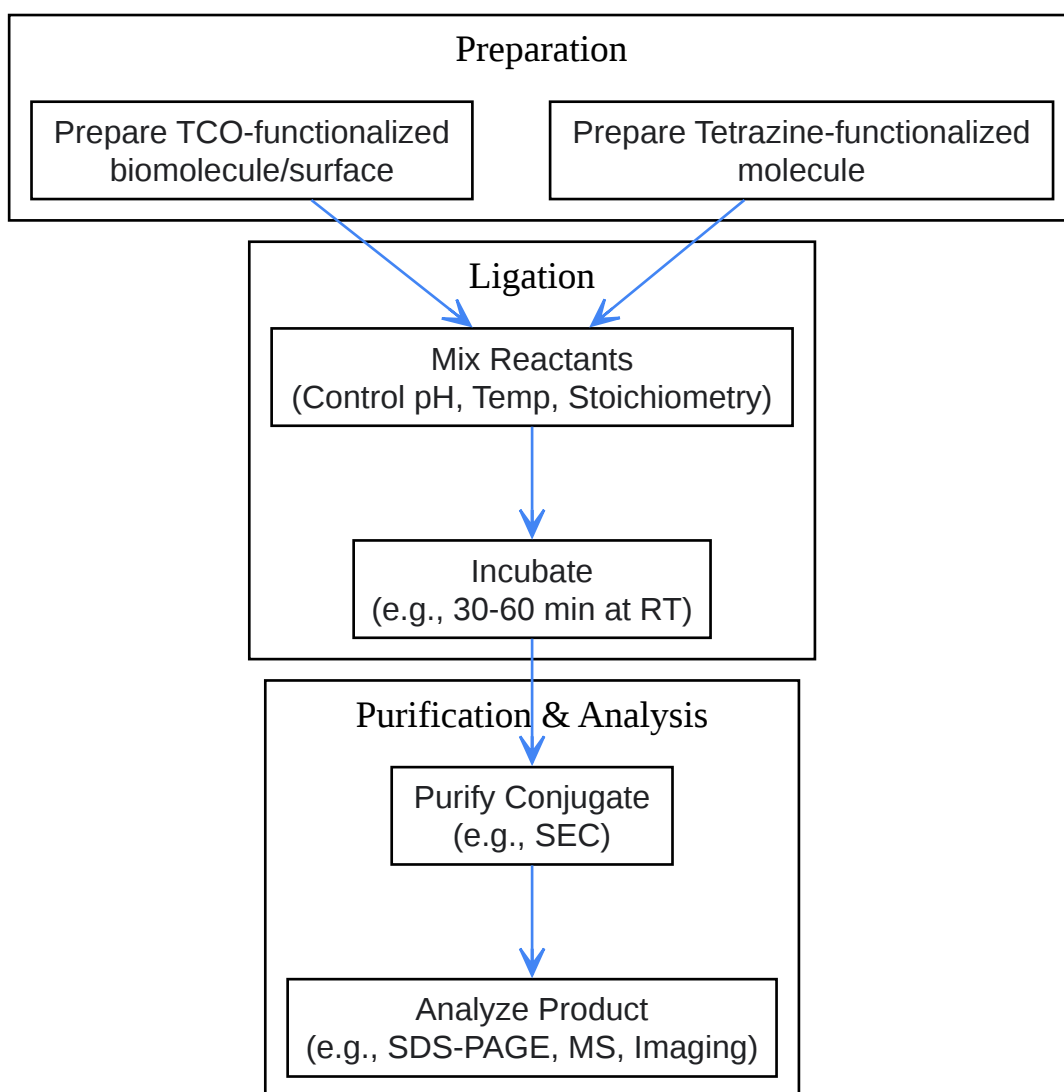 Preparation
Prepare TCO-functionalized
biomolecule/surface
Prepare Tetrazine-functionalized
molecule
Ligation
Mix Reactants
(Control pH, Temp, Stoichiometry)
Incubate
(e.g., 30-60 min at RT)
Purification & Analysis
Purify Conjugate
(e.g., SEC)
Analyze Product
(e.g., SDS-PAGE, MS, Imaging)